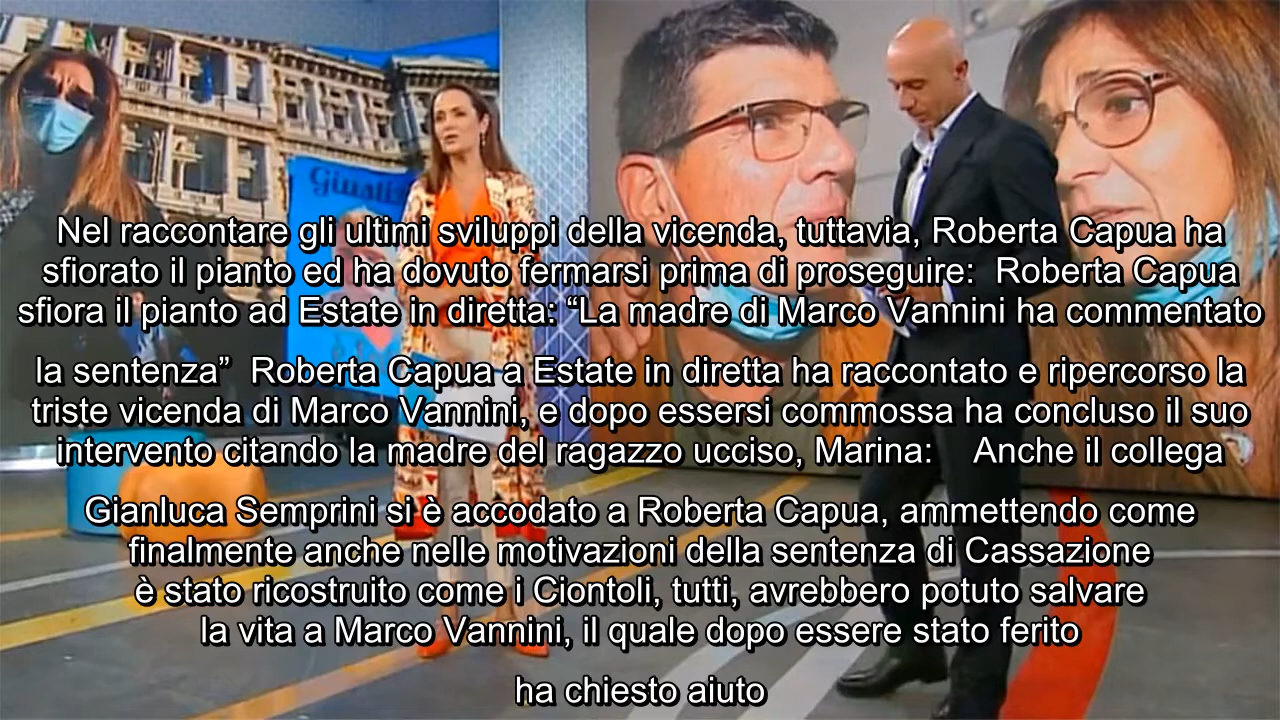 Giustiz
Nel raccontare gli ultimi sviluppi della vicenda, tuttavia, Roberta Capua ha
sfiorato il pianto ed ha dovuto fermarsi prima di proseguire:  Roberta Capua
sfiora il pianto ad Estate in diretta: “La madre di Marco Vannini ha commentato
la sentenza”  Roberta Capua a Estate in diretta ha raccontato e ripercorso la
triste vicenda di Marco Vannini, e dopo essersi commossa ha concluso il suo
intervento citando la madre del ragazzo ucciso, Marina:    Anche il collega
Gianluca Semprini si è accodato a Roberta Capua, ammettendo come
finalmente anche nelle motivazioni della sentenza di Cassazione
è stato ricostruito come i Ciontoli, tutti, avrebbero potuto salvare
la vita a Marco Vannini, il quale dopo essere stato ferito
ha chiesto aiuto